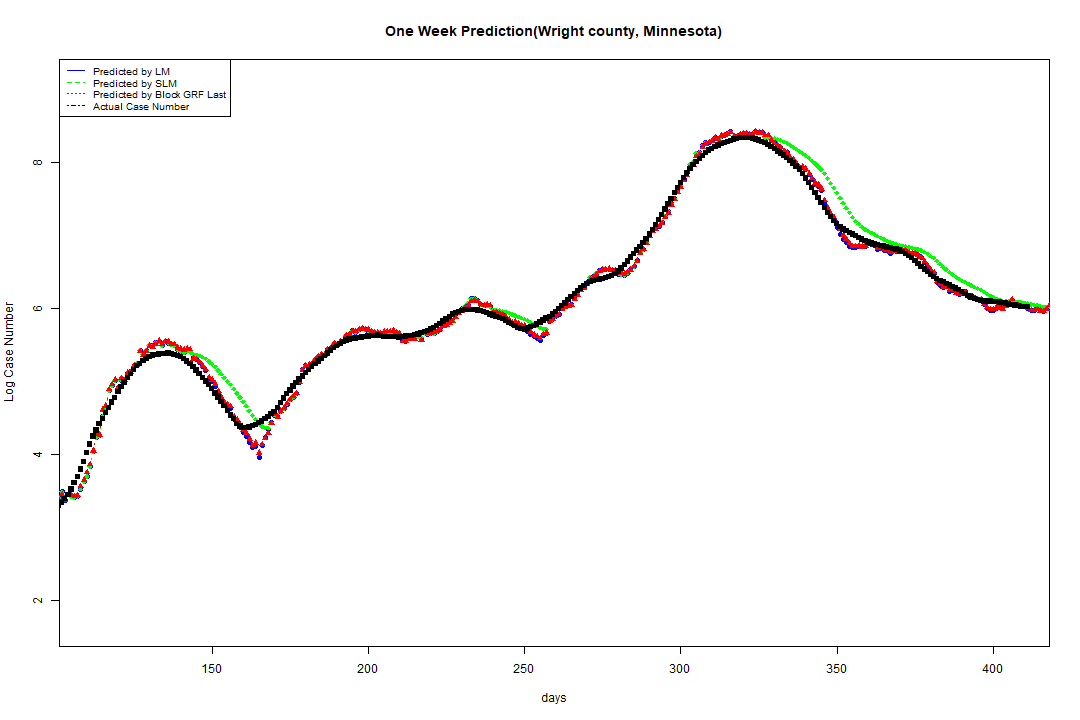 One Week Prediction(Wright county, Minnesota)
Predicted by LM
Predicted by SLM
Predicted by Block GRF Last
Actual Case Number
Log Case Number
8
6
4
2
150 200 250 300 350 400
days